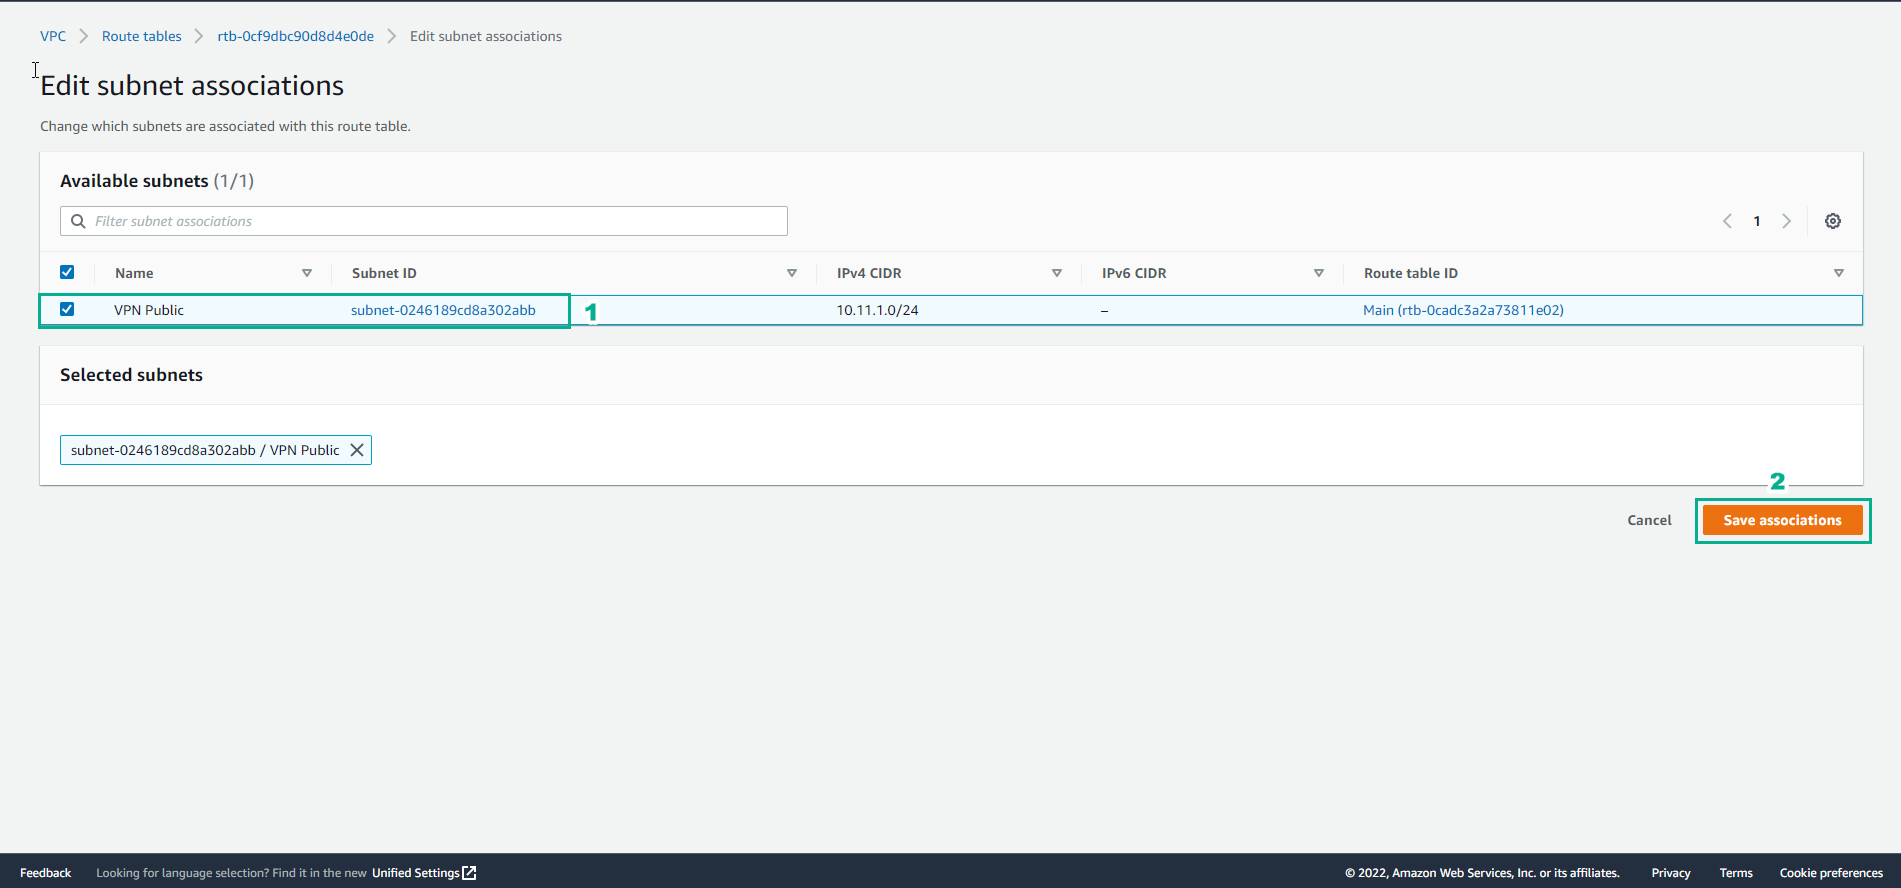 VPC > Route tables > rtb-0cf9dbc90d8d4e0de > Edit subnet associations
Edit subnet associations
Change which subnets are associated with this route table.
Available subnets (1/1)
Filter subnet associations
1
Name Subnet ID IPv4 CIDR IPv6 CIDR Route table ID
VPN Public subnet-0246189cd8a302abb 1 10.11.1.0/24 – Main (rtb-0cadc3a2a73811e02)
Selected subnets
subnet-0246189cd8a302abb / VPN Public
2
Cancel Save associations
Feedback Looking for language selection? Find it in the new Unified Settings © 2022, Amazon Web Services, Inc. or its affiliates. Privacy Terms Cookie preferences